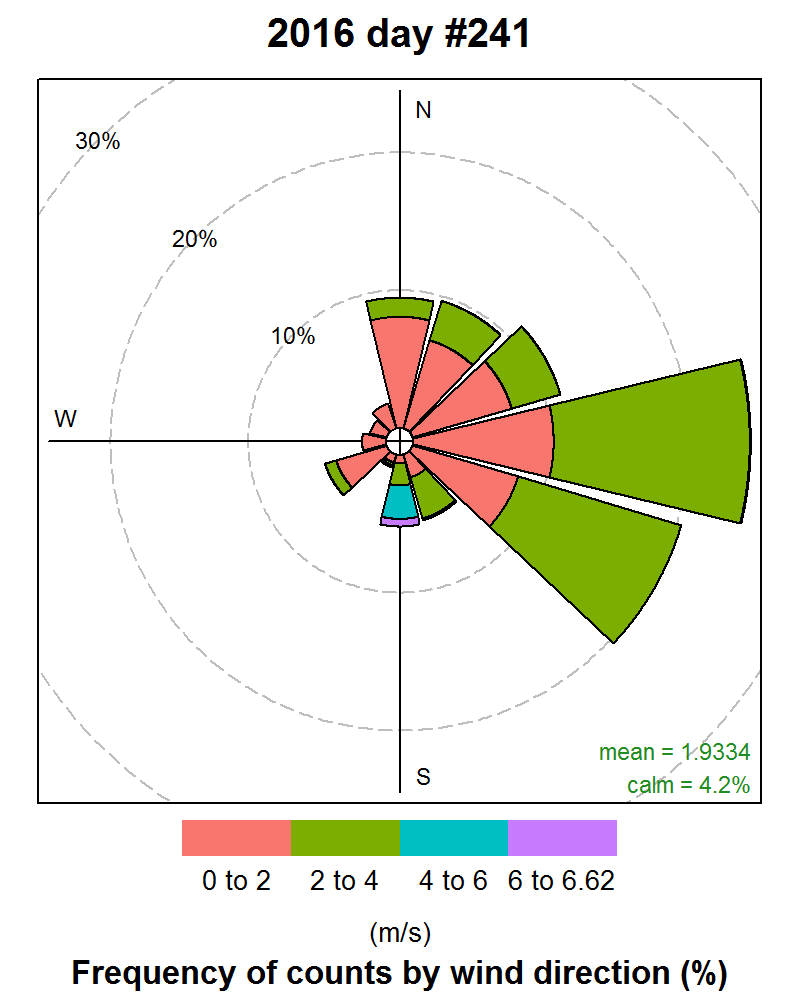 2016 day #241
N
30%
20%
10%
W
S
mean = 1.9334
calm = 4.2%
0 to 2 2 to 4 4 to 6 6 to 6.62
(m/s)
Frequency of counts by wind direction (%)